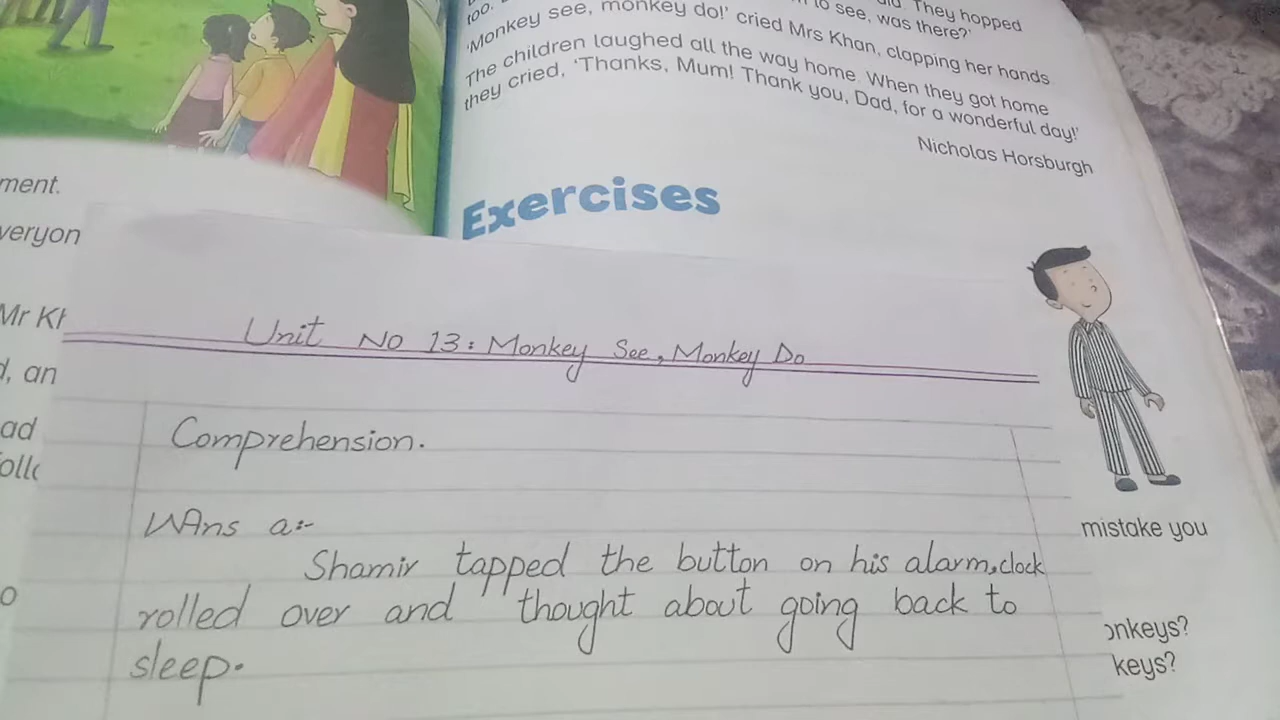 ment.
veryon
Mr Kh
d, an
ad
ollo
o
too.
They hopped
to see, was there?'
'Monkey see, monkey do!' cried Mrs Khan, clapping her hands
The children laughed all the way home. When they got home
they cried, 'Thanks, Mum! Thank you, Dad, for a wonderful day!'
Nicholas Horsburgh
Exercises
Unit No 13: Monkey See, Monkey Do
Comprehension.
Ans a:-
Shamir tapped the button on his alarm,clock
rolled over and thought about going back to
sleep.
mistake you
onkeys?
keys?